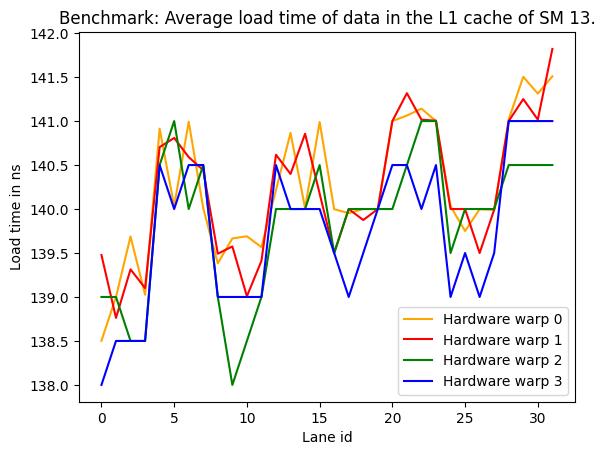 Benchmark: Average load time of data in the L1 cache of SM 13.
142.0
141.5
141.0
140.5
140.0
139.5
139.0
138.5
138.0
Load time in ns
Hardware warp 0
Hardware warp 1
Hardware warp 2
Hardware warp 3
0 5 10 15 20 25 30
Lane id